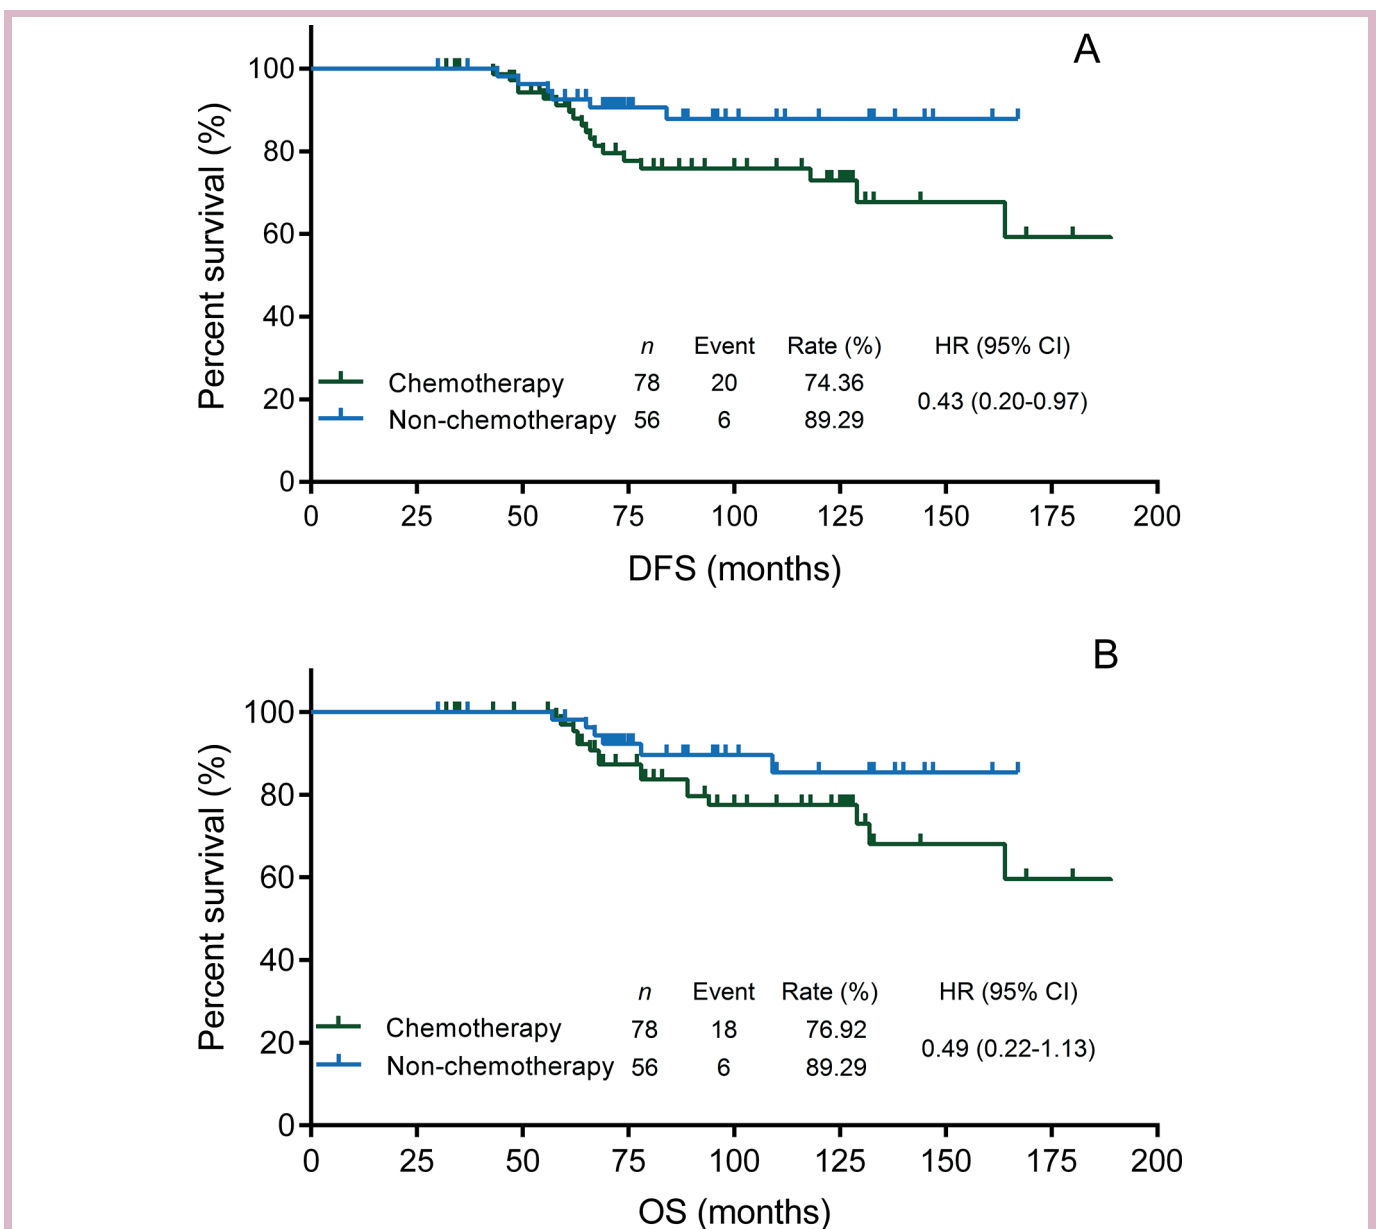 A
Percent survival (%)
100
80
60
40
20
0
n Event Rate (%) HR (95% CI)
Chemotherapy 78 20 74.36
0.43 (0.20-0.97)
Non-chemotherapy 56 6 89.29
0 25 50 75 100 125 150 175 200
DFS (months)
B
Percent survival (%)
100
80
60
40
20
0
n Event Rate (%) HR (95% CI)
Chemotherapy 78 18 76.92
0.49 (0.22-1.13)
Non-chemotherapy 56 6 89.29
0 25 50 75 100 125 150 175 200
OS (months)